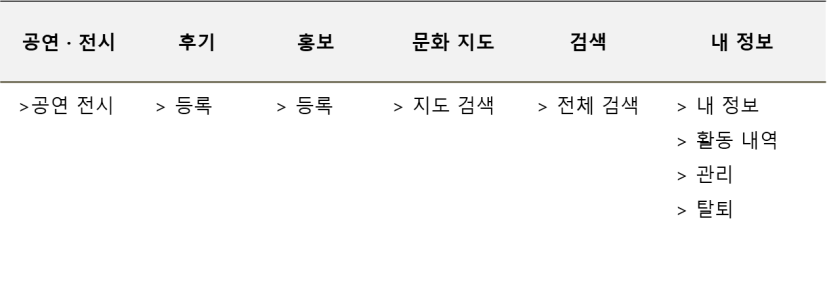 공연 · 전시 후기 홍보 문화 지도 검색 내 정보
>공연 전시 > 등록 > 등록 > 지도 검색 > 전체 검색 > 내 정보
> 활동 내역
> 관리
> 탈퇴